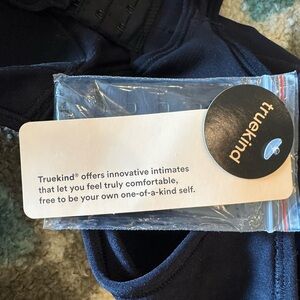 truekind
Truekind® offers innovative intimates
that let you feel truly comfortable,
free to be your own one-of-a-kind self.